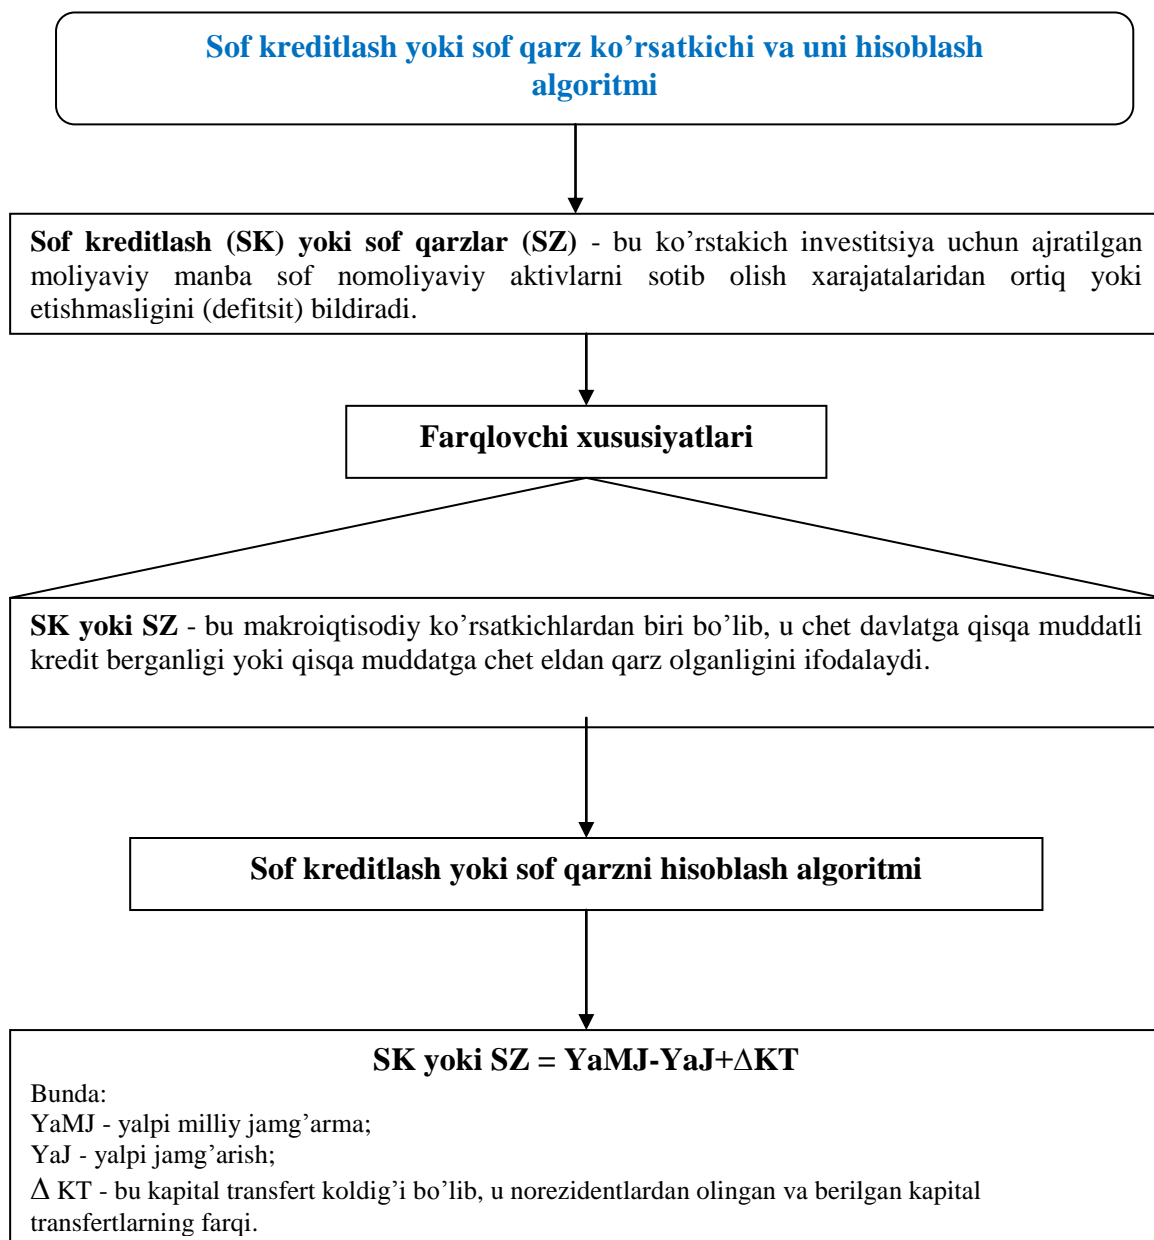 Sof kreditlash yoki sof qarz ko’rsatkichi va uni hisoblash
algoritmi
Sof kreditlash (SK) yoki sof qarzlar (SZ) - bu ko’rstakich investitsiya uchun ajratilgan
moliyaviy manba sof nomoliyaviy aktivlarni sotib olish xarajatalaridan ortiq yoki
etishmasligini (defitsit) bildiradi.
Farqlovchi xususiyatlari
SK yoki SZ - bu makroiqtisodiy ko’rsatkichlardan biri bo’lib, u chet davlatga qisqa muddatli
kredit berganligi yoki qisqa muddatga chet eldan qarz olganligini ifodalaydi.
Sof kreditlash yoki sof qarzni hisoblash algoritmi
SK yoki SZ = YaMJ-YaJ+∆KT
Bunda:
YaMJ - yalpi milliy jamg’arma;
YaJ - yalpi jamg’arish;
∆ KT - bu kapital transfert koldig’i bo’lib, u norezidentlardan olingan va berilgan kapital
transfertlarning farqi.